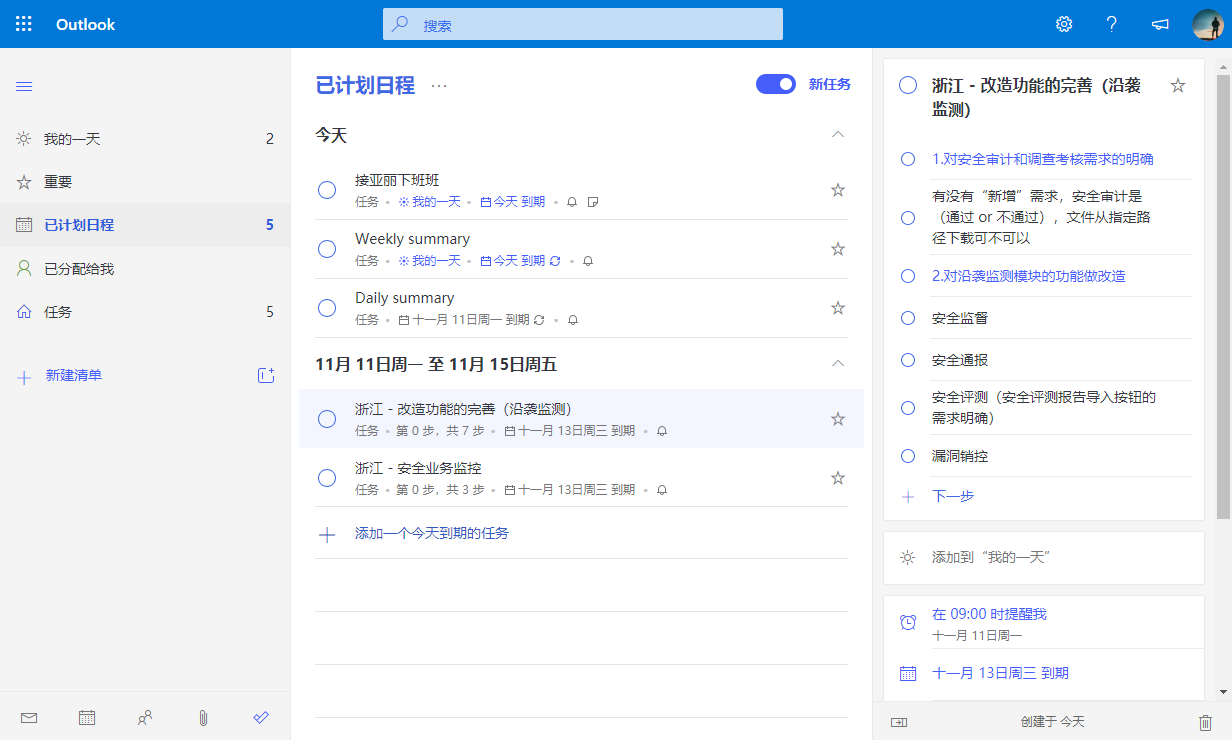 Outlook
搜索
我的一天 2
重要
已计划日程 5
已分配给我
任务 5
新建清单
已计划日程 ...
新任务
今天
接亚丽下班班
任务 • 我的一天 • 今天 到期 •
Weekly summary
任务 • 我的一天 • 今天 到期 •
Daily summary
任务 • 十一月 11日周一 到期 •
11月 11日周一 至 11月 15日周五
浙江 - 改造功能的完善（沿袭监测）
任务 • 第 0 步，共 7 步 • 十一月 13日周三 到期 •
浙江 - 安全业务监控
任务 • 第 0 步，共 3 步 • 十一月 13日周三 到期 •
添加一个今天到期的任务
浙江 - 改造功能的完善（沿袭
监测）
1.对安全审计和调查考核需求的明确
有没有“新增”需求，安全审计是
（通过 or 不通过），文件从指定路
径下载可不可以
2.对沿袭监测模块的功能做改造
安全监督
安全通报
安全评测（安全评测报告导入按钮的
需求明确）
漏洞销控
下一步
添加到“我的一天”
在 09:00 时提醒我
十一月 11日周一
十一月 13日周三 到期
创建于 今天